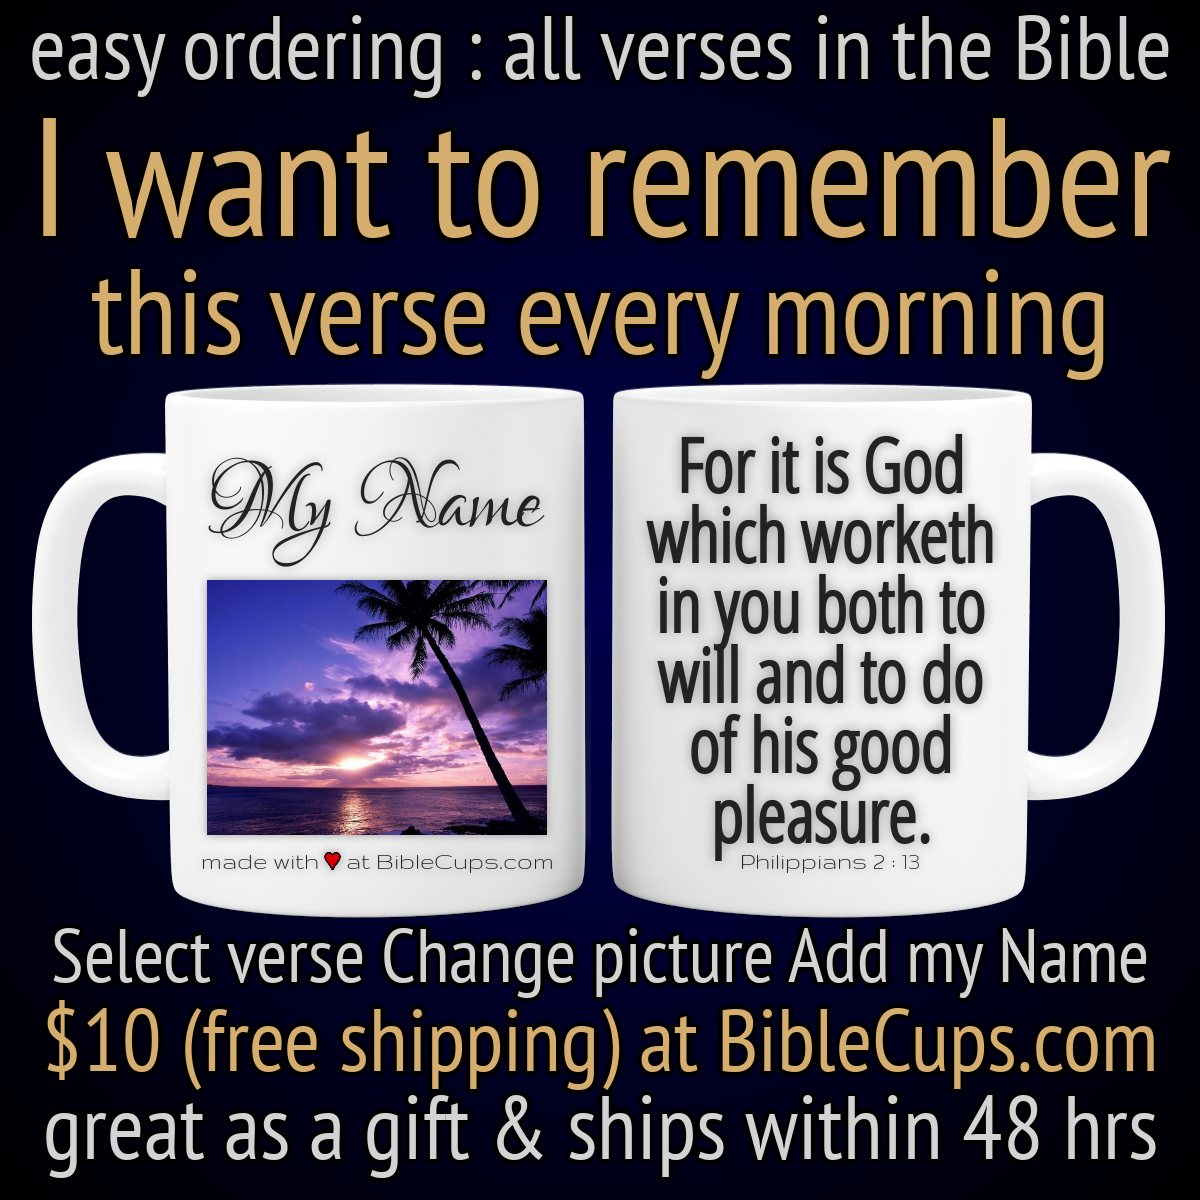 easy ordering : all verses in the Bible
I want to remember
this verse every morning
My Name
made with ♥ at BibleCups.com
For it is God
which worketh
in you both to
will and to do
of his good
pleasure.
Philippians 2 : 13
Select verse Change picture Add my Name
$10 (free shipping) at BibleCups.com
great as a gift & ships within 48 hrs